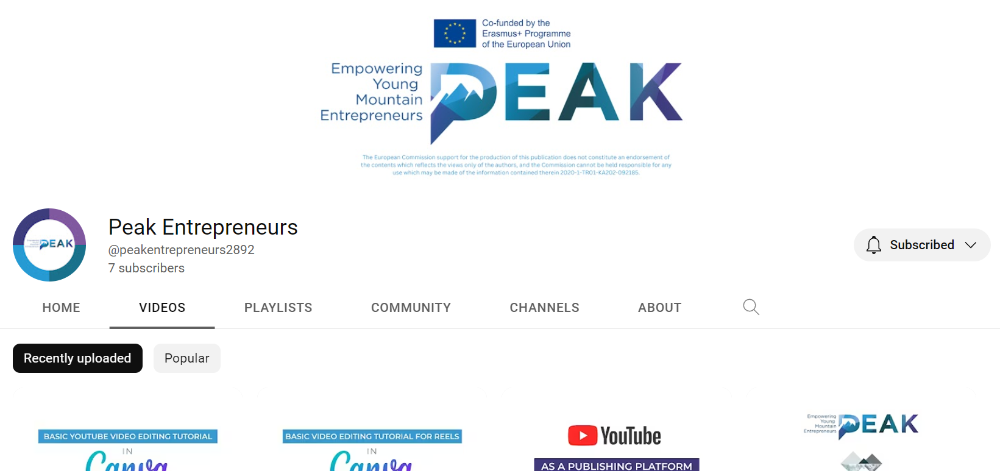 Co-funded by the
Erasmus+ Programme
of the European Union
Empowering
Young
Mountain
Entrepreneurs
PEAK
The European Commission support for the production of this publication does not constitute an endorsement of
the contents which reflects the views only of the authors, and the Commission cannot be held responsible for any
use which may be made of the information contained therein 2020-1-TR01-KA202-092185.
PEAK
Peak Entrepreneurs
@peakentrepreneurs2892
7 subscribers
Subscribed
HOME VIDEOS PLAYLISTS COMMUNITY CHANNELS ABOUT
Recently uploaded Popular
BASIC YOUTUBE VIDEO EDITING TUTORIAL
IN
Canva
BASIC VIDEO EDITING TUTORIAL FOR REELS
IN
Canva
YouTube
AS A PUBLISHING PLATFORM
Empowering
Young
Mountain
Entrepreneurs
PEAK